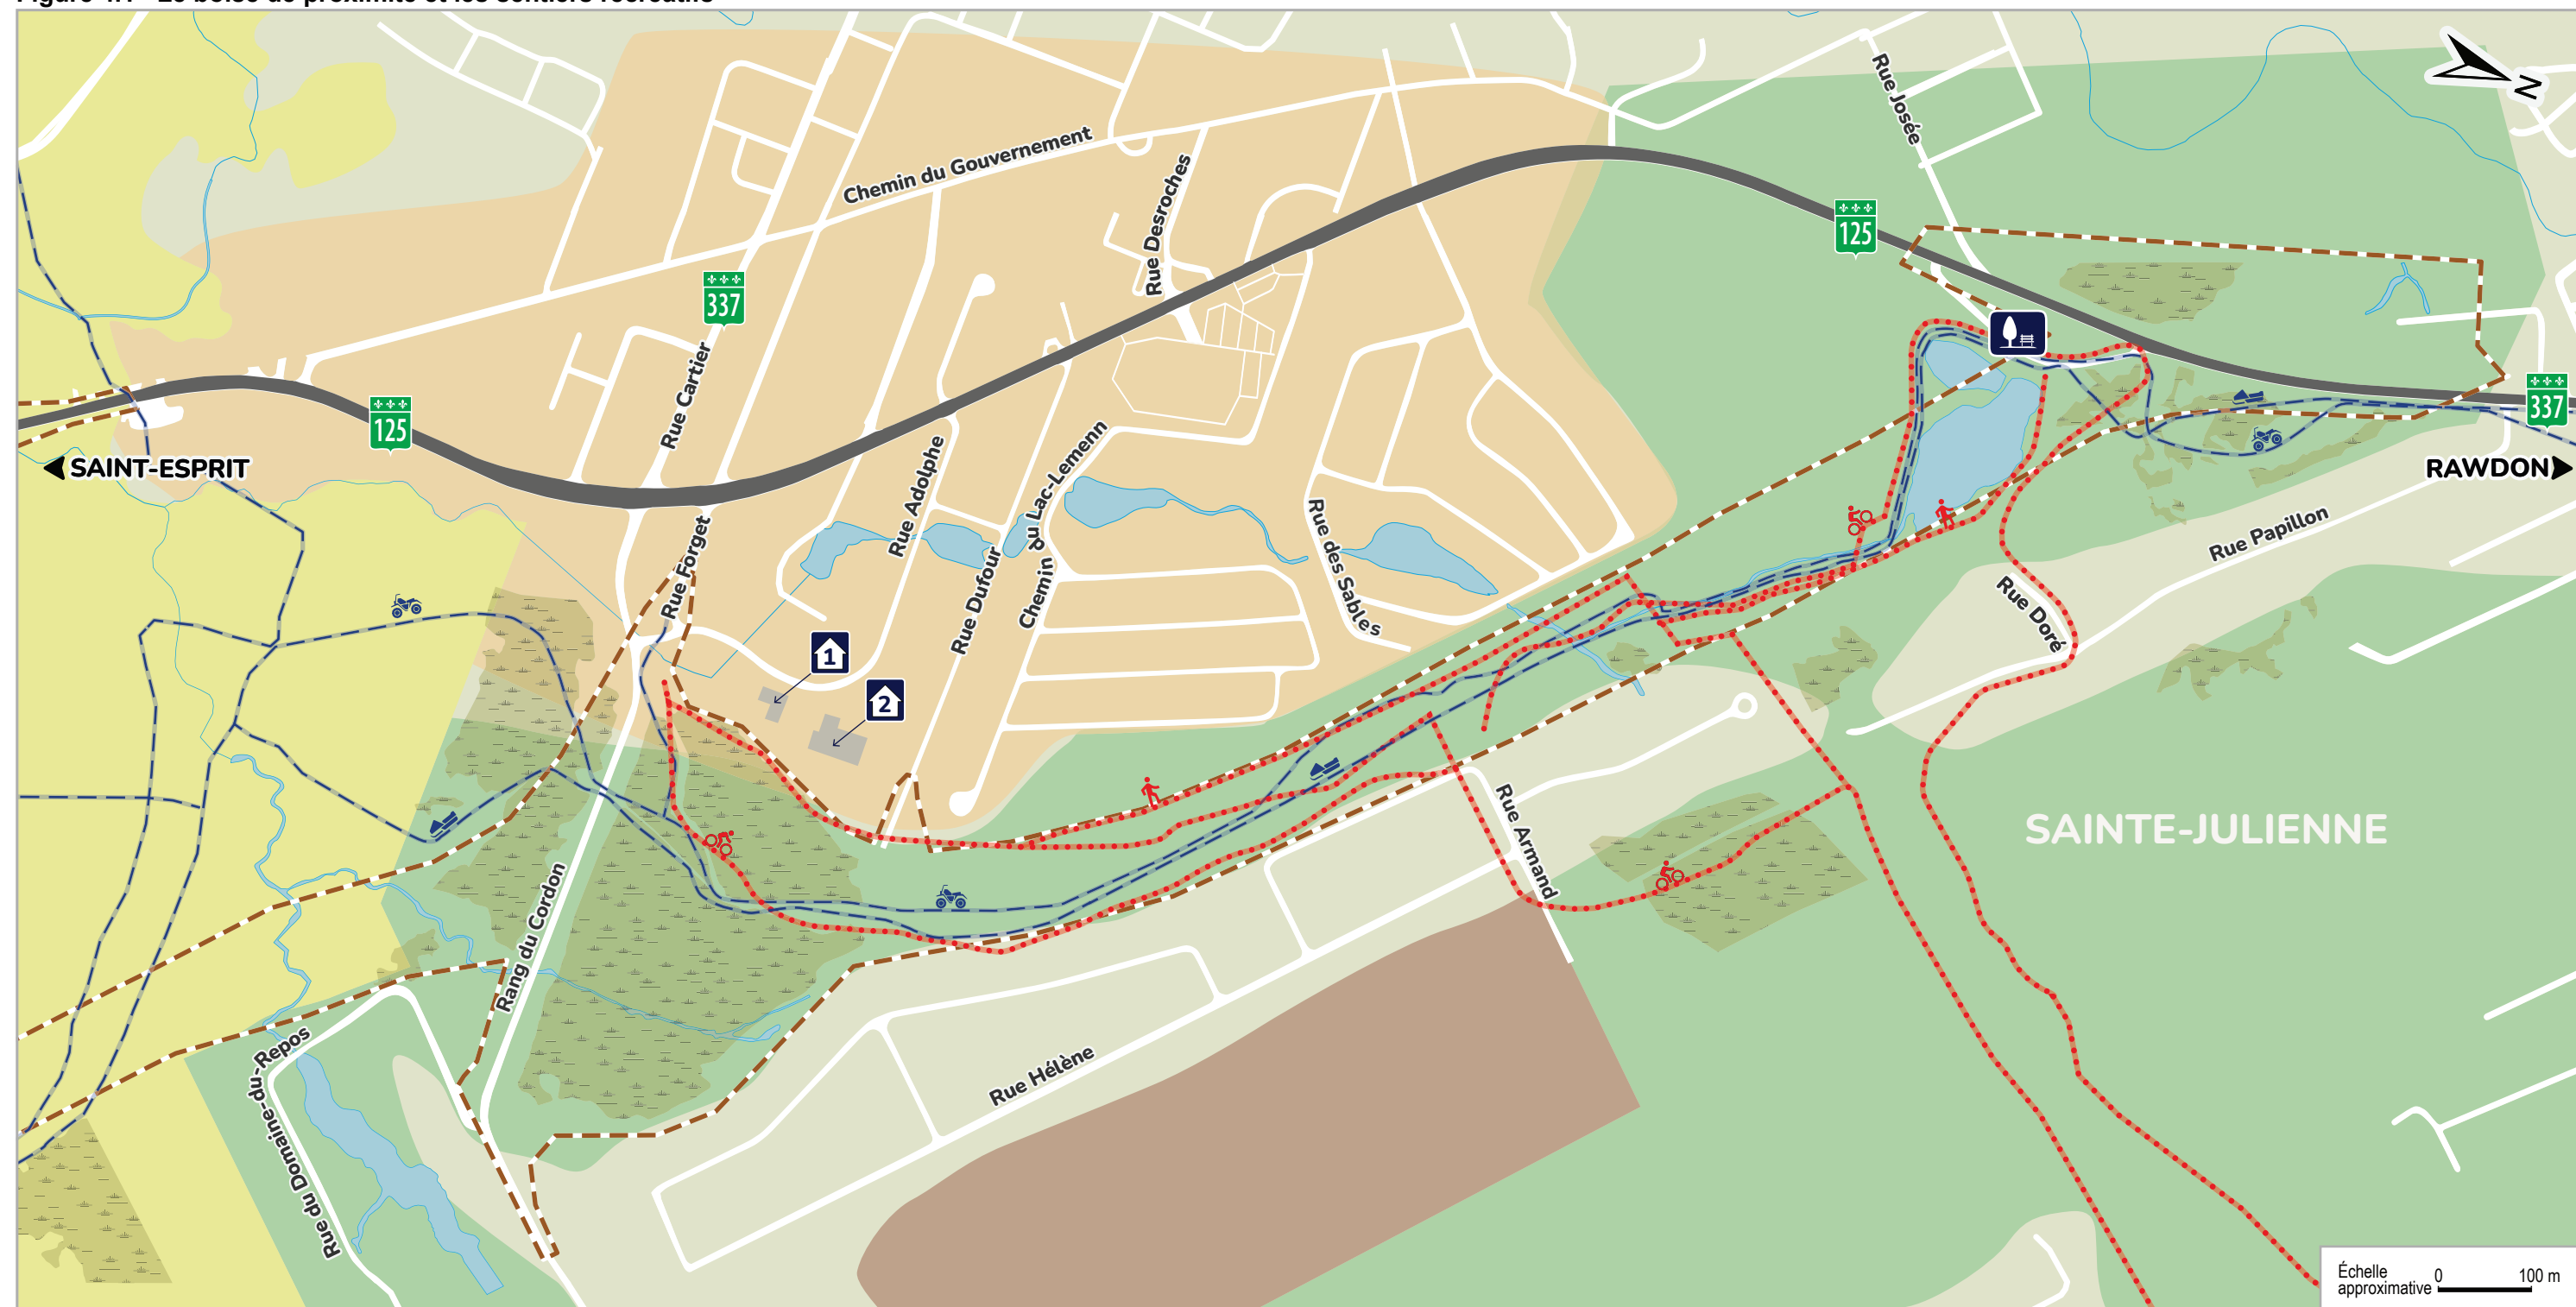 Rue Josée
N
Chemin du Gouvernement
Rue Desroches
125
337
Rue Cartier
125
337
SAINT-ESPRIT
RAWDON
Rue Adolphe
Chemin du Lac-Lemenn
Rue Forget
Rue Dufour
Rue des Sables
Rue Papillon
Rue Doré
1
2
Rue Armand
SAINTE-JULIENNE
Rang du Cordon
Rue Hélène
Rue du Domaine-du-Repos
Échelle
approximative
0
100 m